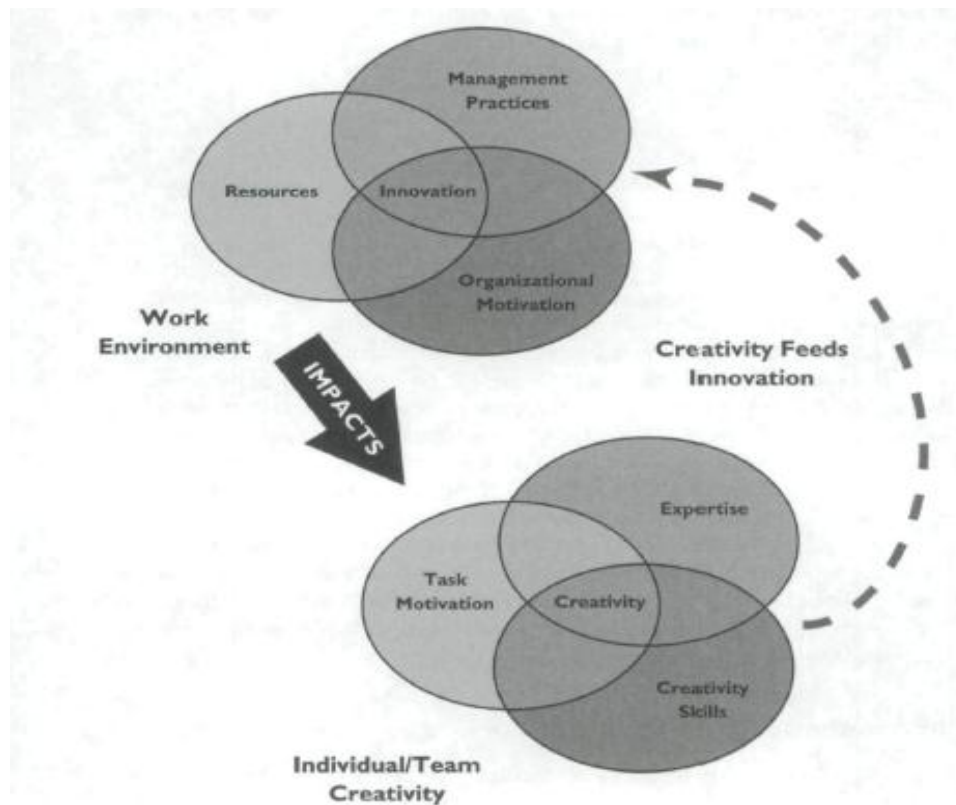 Management
Practices
Resources
Innovation
Organizational
Motivation
Work
Environment
IMPACTS
Creativity Feeds
Innovation
Expertise
Task
Motivation
Creativity
Creativity
Skills
Individual/Team
Creativity